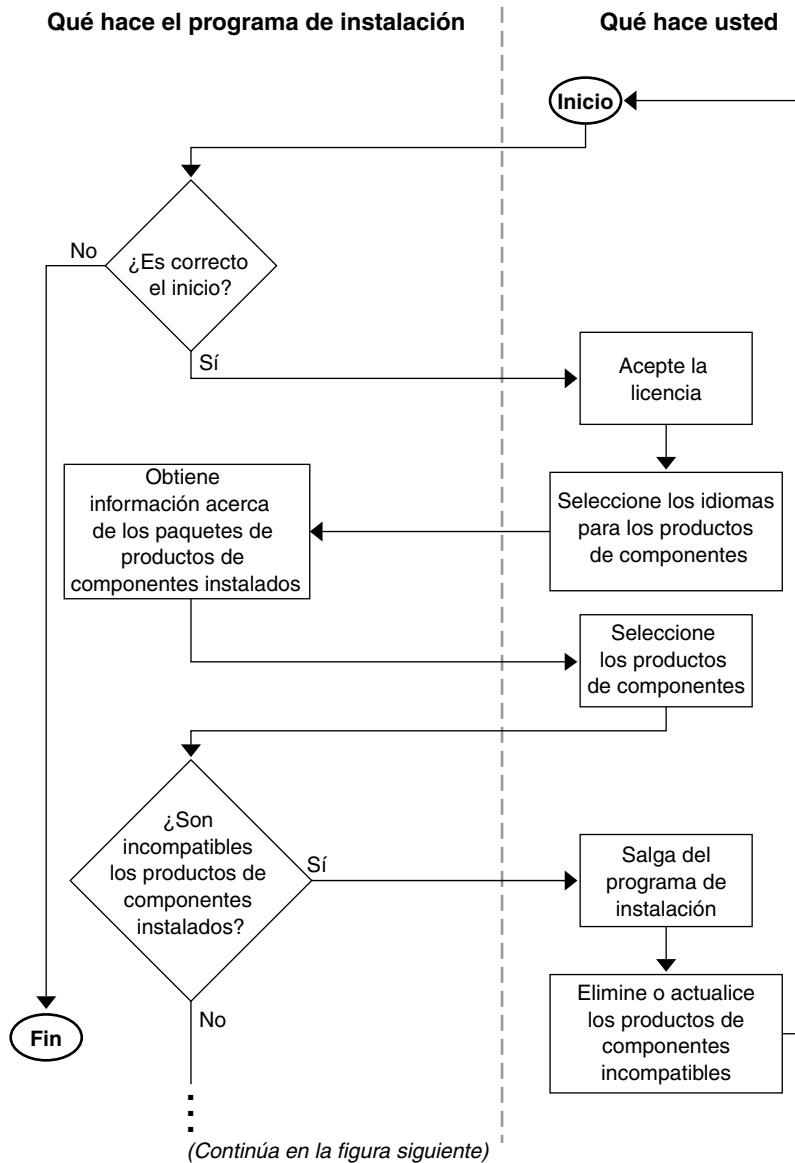 Qué hace el programa de instalación
Qué hace usted
Inicio
¿Es correcto
el inicio?
No
Sí
Acepte la
licencia
Seleccione los idiomas
para los productos
de componentes
Obtiene
información acerca
de los paquetes de
productos de
componentes instalados
Seleccione
los productos
de componentes
¿Son
incompatibles
los productos de
componentes
instalados?
Sí
Salga del
programa de
instalación
Elimine o actualice
los productos de
componentes
incompatibles
No
Fin
(Continúa en la figura siguiente)